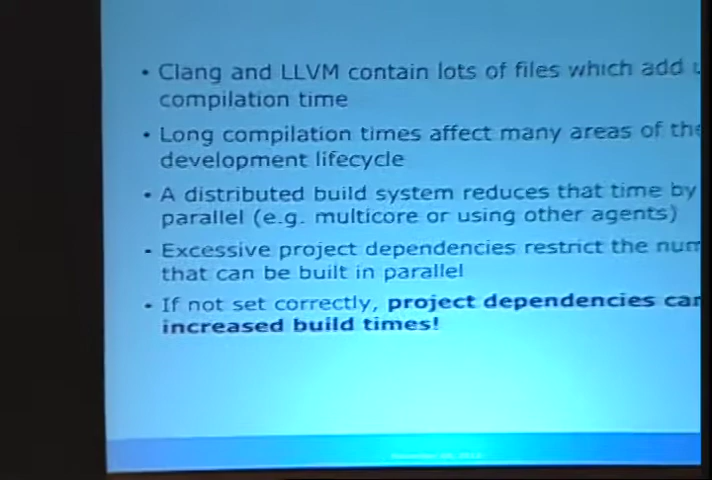 • Clang and LLVM contain lots of files which add
compilation time
• Long compilation times affect many areas of the
development lifecycle
• A distributed build system reduces that time by
parallel (e.g. multicore or using other agents)
• Excessive project dependencies restrict the num
that can be built in parallel
• If not set correctly, project dependencies can
increased build times!